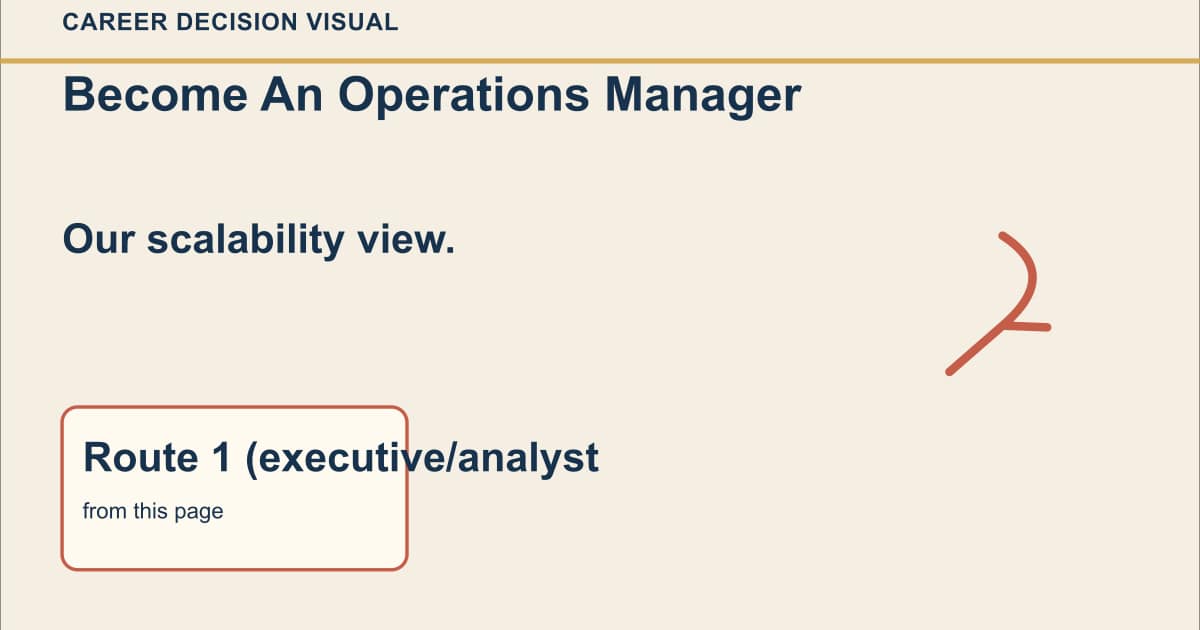 CAREER DECISION VISUAL
Become An Operations Manager
Our scalability view.
Route 1 (executive/analyst
from this page